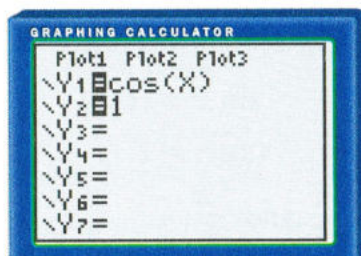 GRAPHING CALCULATOR
Plot1 Plot2 Plot3
\Y1=cos(X)
\Y2=1
\Y3=
\Y4=
\Y5=
\Y6=
\Y7=